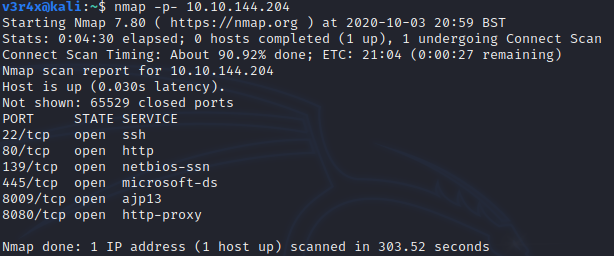 v3r4x@kali:~$ nmap -p- 10.10.144.204
Starting Nmap 7.80 ( https://nmap.org ) at 2020-10-03 20:59 BST
Stats: 0:04:30 elapsed; 0 hosts completed (1 up), 1 undergoing Connect Scan
Connect Scan Timing: About 90.92% done; ETC: 21:04 (0:00:27 remaining)
Nmap scan report for 10.10.144.204
Host is up (0.030s latency).
Not shown: 65529 closed ports
PORT     STATE SERVICE
22/tcp   open  ssh
80/tcp   open  http
139/tcp  open  netbios-ssn
445/tcp  open  microsoft-ds
8009/tcp open  ajp13
8080/tcp open  http-proxy
Nmap done: 1 IP address (1 host up) scanned in 303.52 seconds